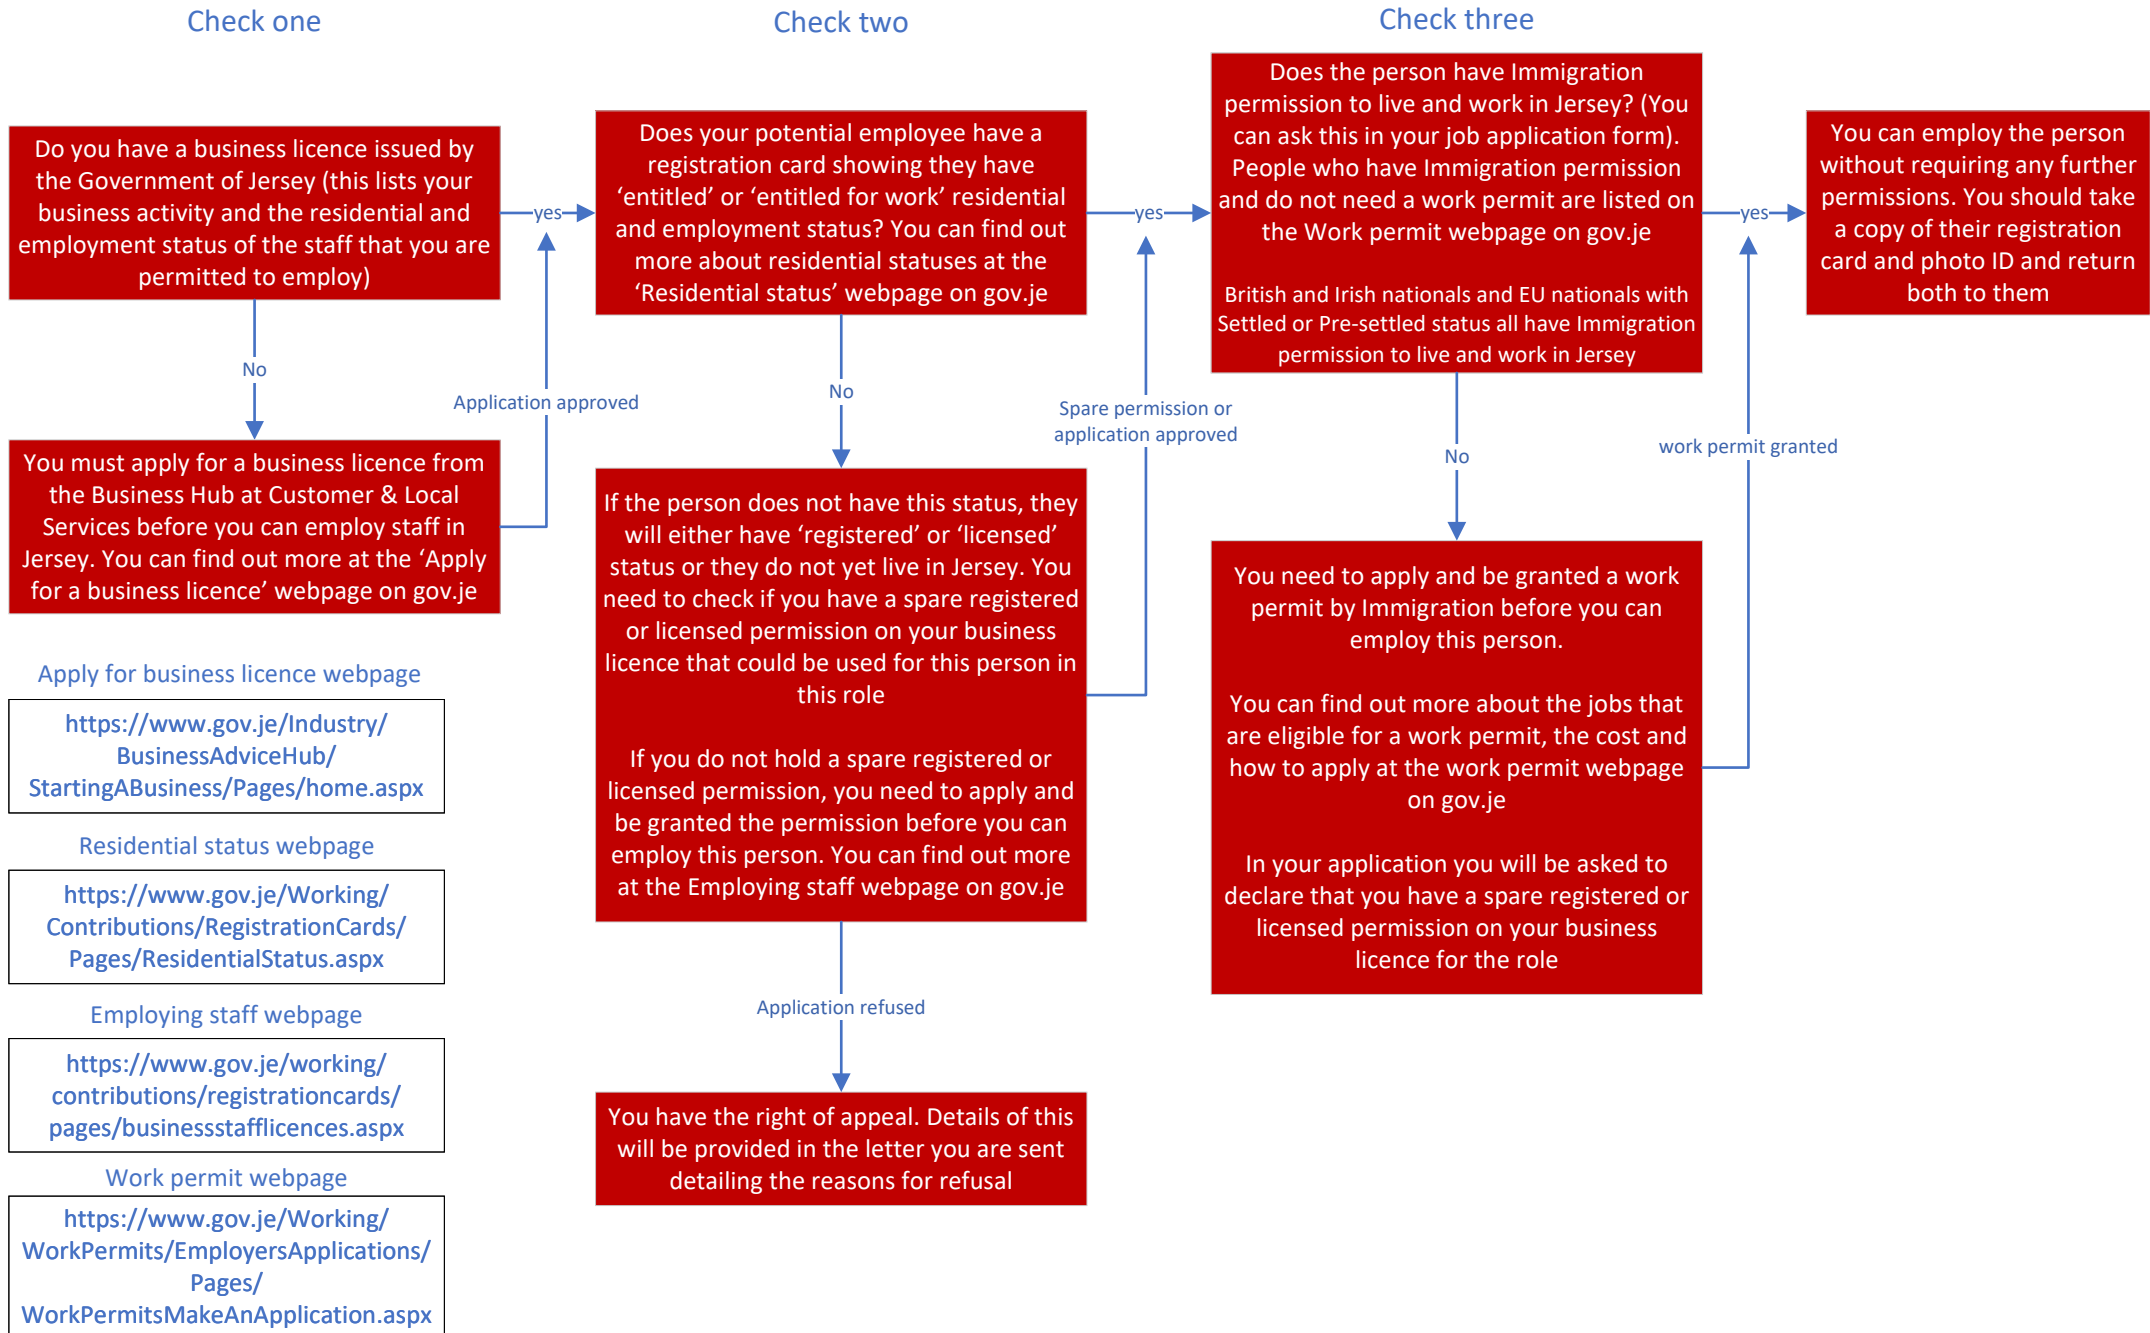 Check one
Check two
Check three
Do you have a business licence issued by
the Government of Jersey (this lists your
business activity and the residential and
employment status of the staff that you are
permitted to employ)
yes
No
Application approved
You must apply for a business licence from
the Business Hub at Customer & Local
Services before you can employ staff in
Jersey. You can find out more at the ‘Apply
for a business licence’ webpage on gov.je
Does your potential employee have a
registration card showing they have
‘entitled’ or ‘entitled for work’ residential
and employment status? You can find out
more about residential statuses at the
‘Residential status’ webpage on gov.je
yes
No
Spare permission or
application approved
If the person does not have this status, they
will either have ‘registered’ or ‘licensed’
status or they do not yet live in Jersey. You
need to check if you have a spare registered
or licensed permission on your business
licence that could be used for this person in
this role
If you do not hold a spare registered or
licensed permission, you need to apply and
be granted the permission before you can
employ this person. You can find out more
at the Employing staff webpage on gov.je
Application refused
You have the right of appeal. Details of this
will be provided in the letter you are sent
detailing the reasons for refusal
Does the person have Immigration
permission to live and work in Jersey? (You
can ask this in your job application form).
People who have Immigration permission
and do not need a work permit are listed on
the Work permit webpage on gov.je
British and Irish nationals and EU nationals with
Settled or Pre-settled status all have Immigration
permission to live and work in Jersey
yes
No
work permit granted
You need to apply and be granted a work
permit by Immigration before you can
employ this person.
You can find out more about the jobs that
are eligible for a work permit, the cost and
how to apply at the work permit webpage
on gov.je
In your application you will be asked to
declare that you have a spare registered or
licensed permission on your business
licence for the role
You can employ the person
without requiring any further
permissions. You should take
a copy of their registration
card and photo ID and return
both to them
Apply for business licence webpage
https://www.gov.je/Industry/
BusinessAdviceHub/
StartingABusiness/Pages/home.aspx
Residential status webpage
https://www.gov.je/Working/
Contributions/RegistrationCards/
Pages/ResidentialStatus.aspx
Employing staff webpage
https://www.gov.je/working/
contributions/registrationcards/
pages/businessstafflicences.aspx
Work permit webpage
https://www.gov.je/Working/
WorkPermits/EmployersApplications/
Pages/
WorkPermitsMakeAnApplication.aspx